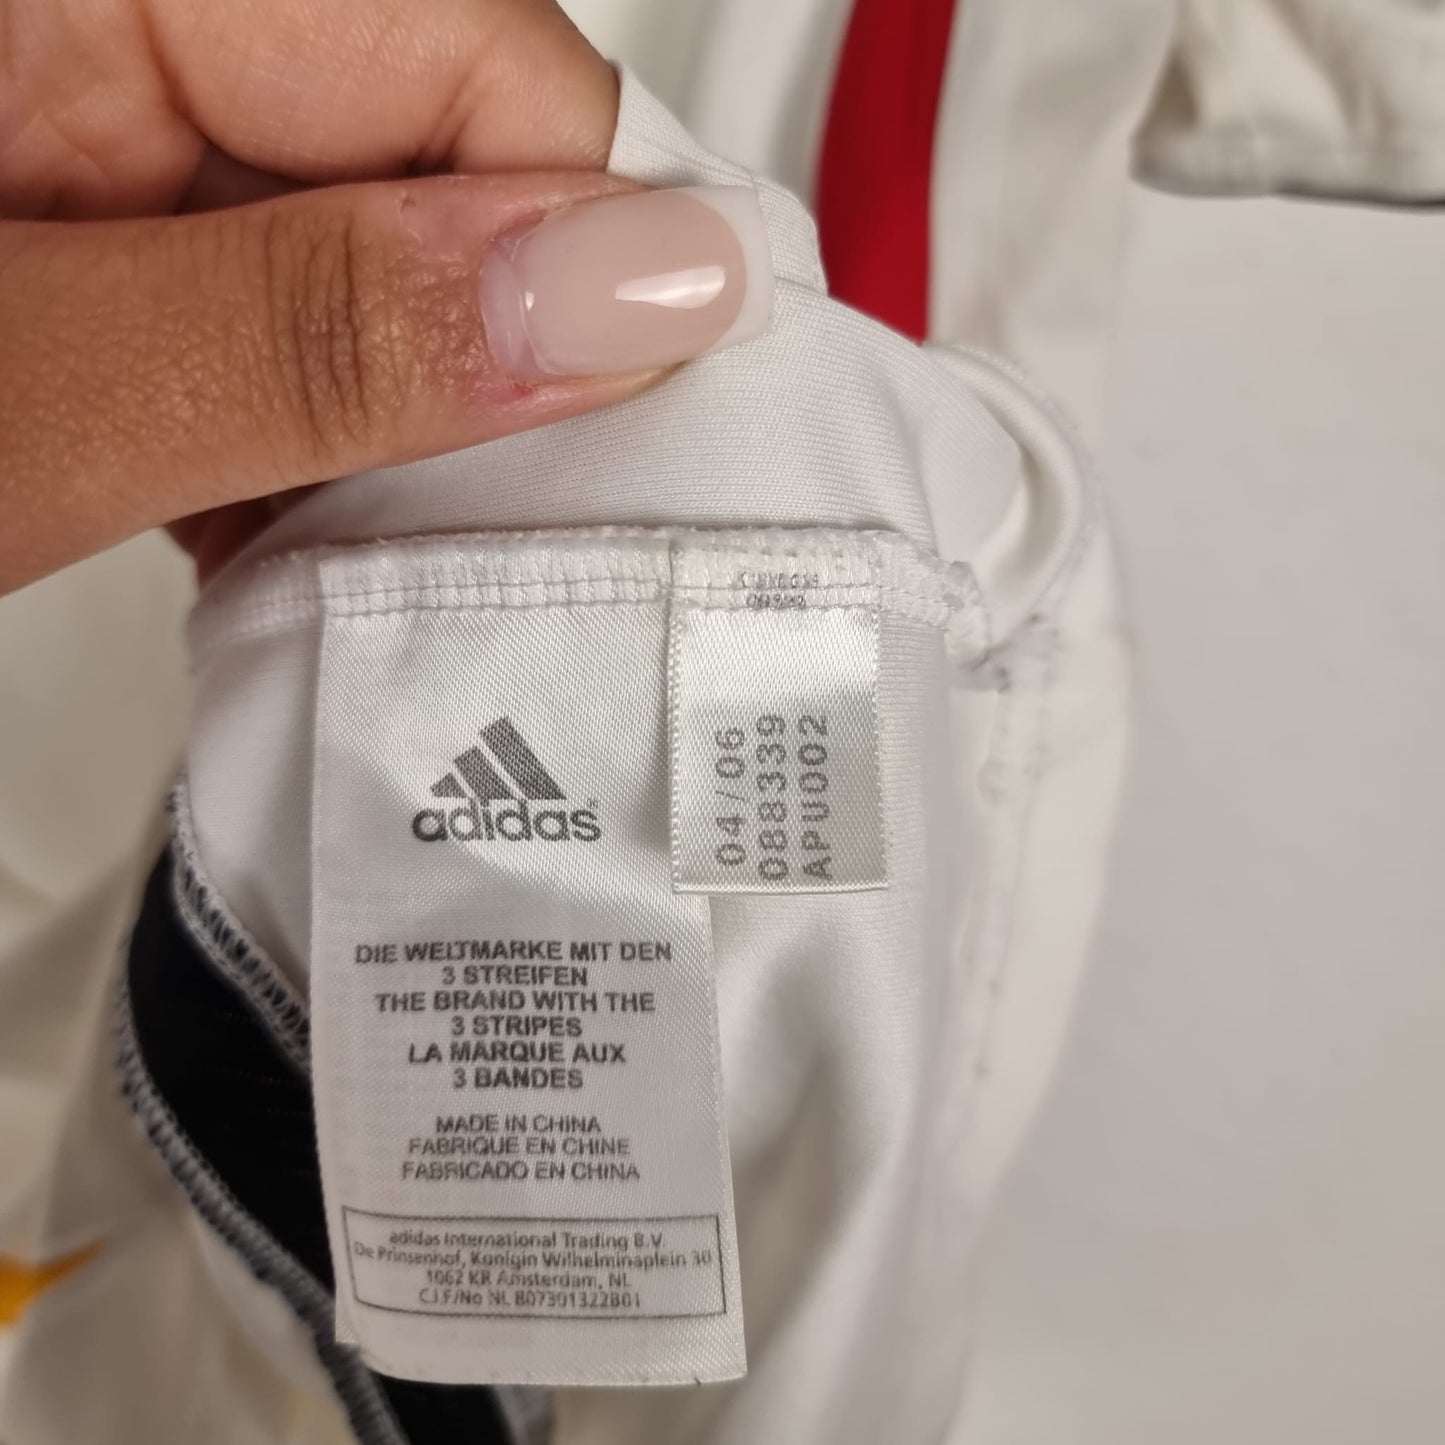 adidas
DIE WELTMARKE MIT DEN
3 STREIFEN
THE BRAND WITH THE
3 STRIPES
LA MARQUE AUX
3 BANDES
MADE IN CHINA
FABRIQUE EN CHINE
FABRICADO EN CHINA
adidas International Trading B.V.
De Prinsenhof, Konigin Wilhelminaplein 30
1062 KR Amsterdam, NL
C.I.F/No NL 807301322B01
04/06
088339
APU002